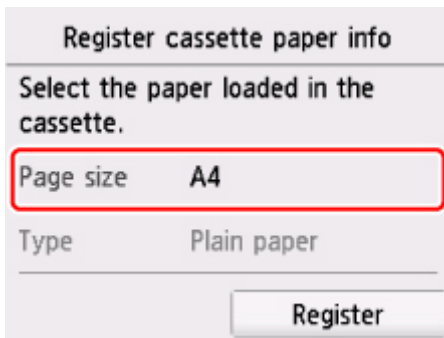 Register cassette paper info
Select the paper loaded in the
cassette.
Page size A4
Type Plain paper
Register